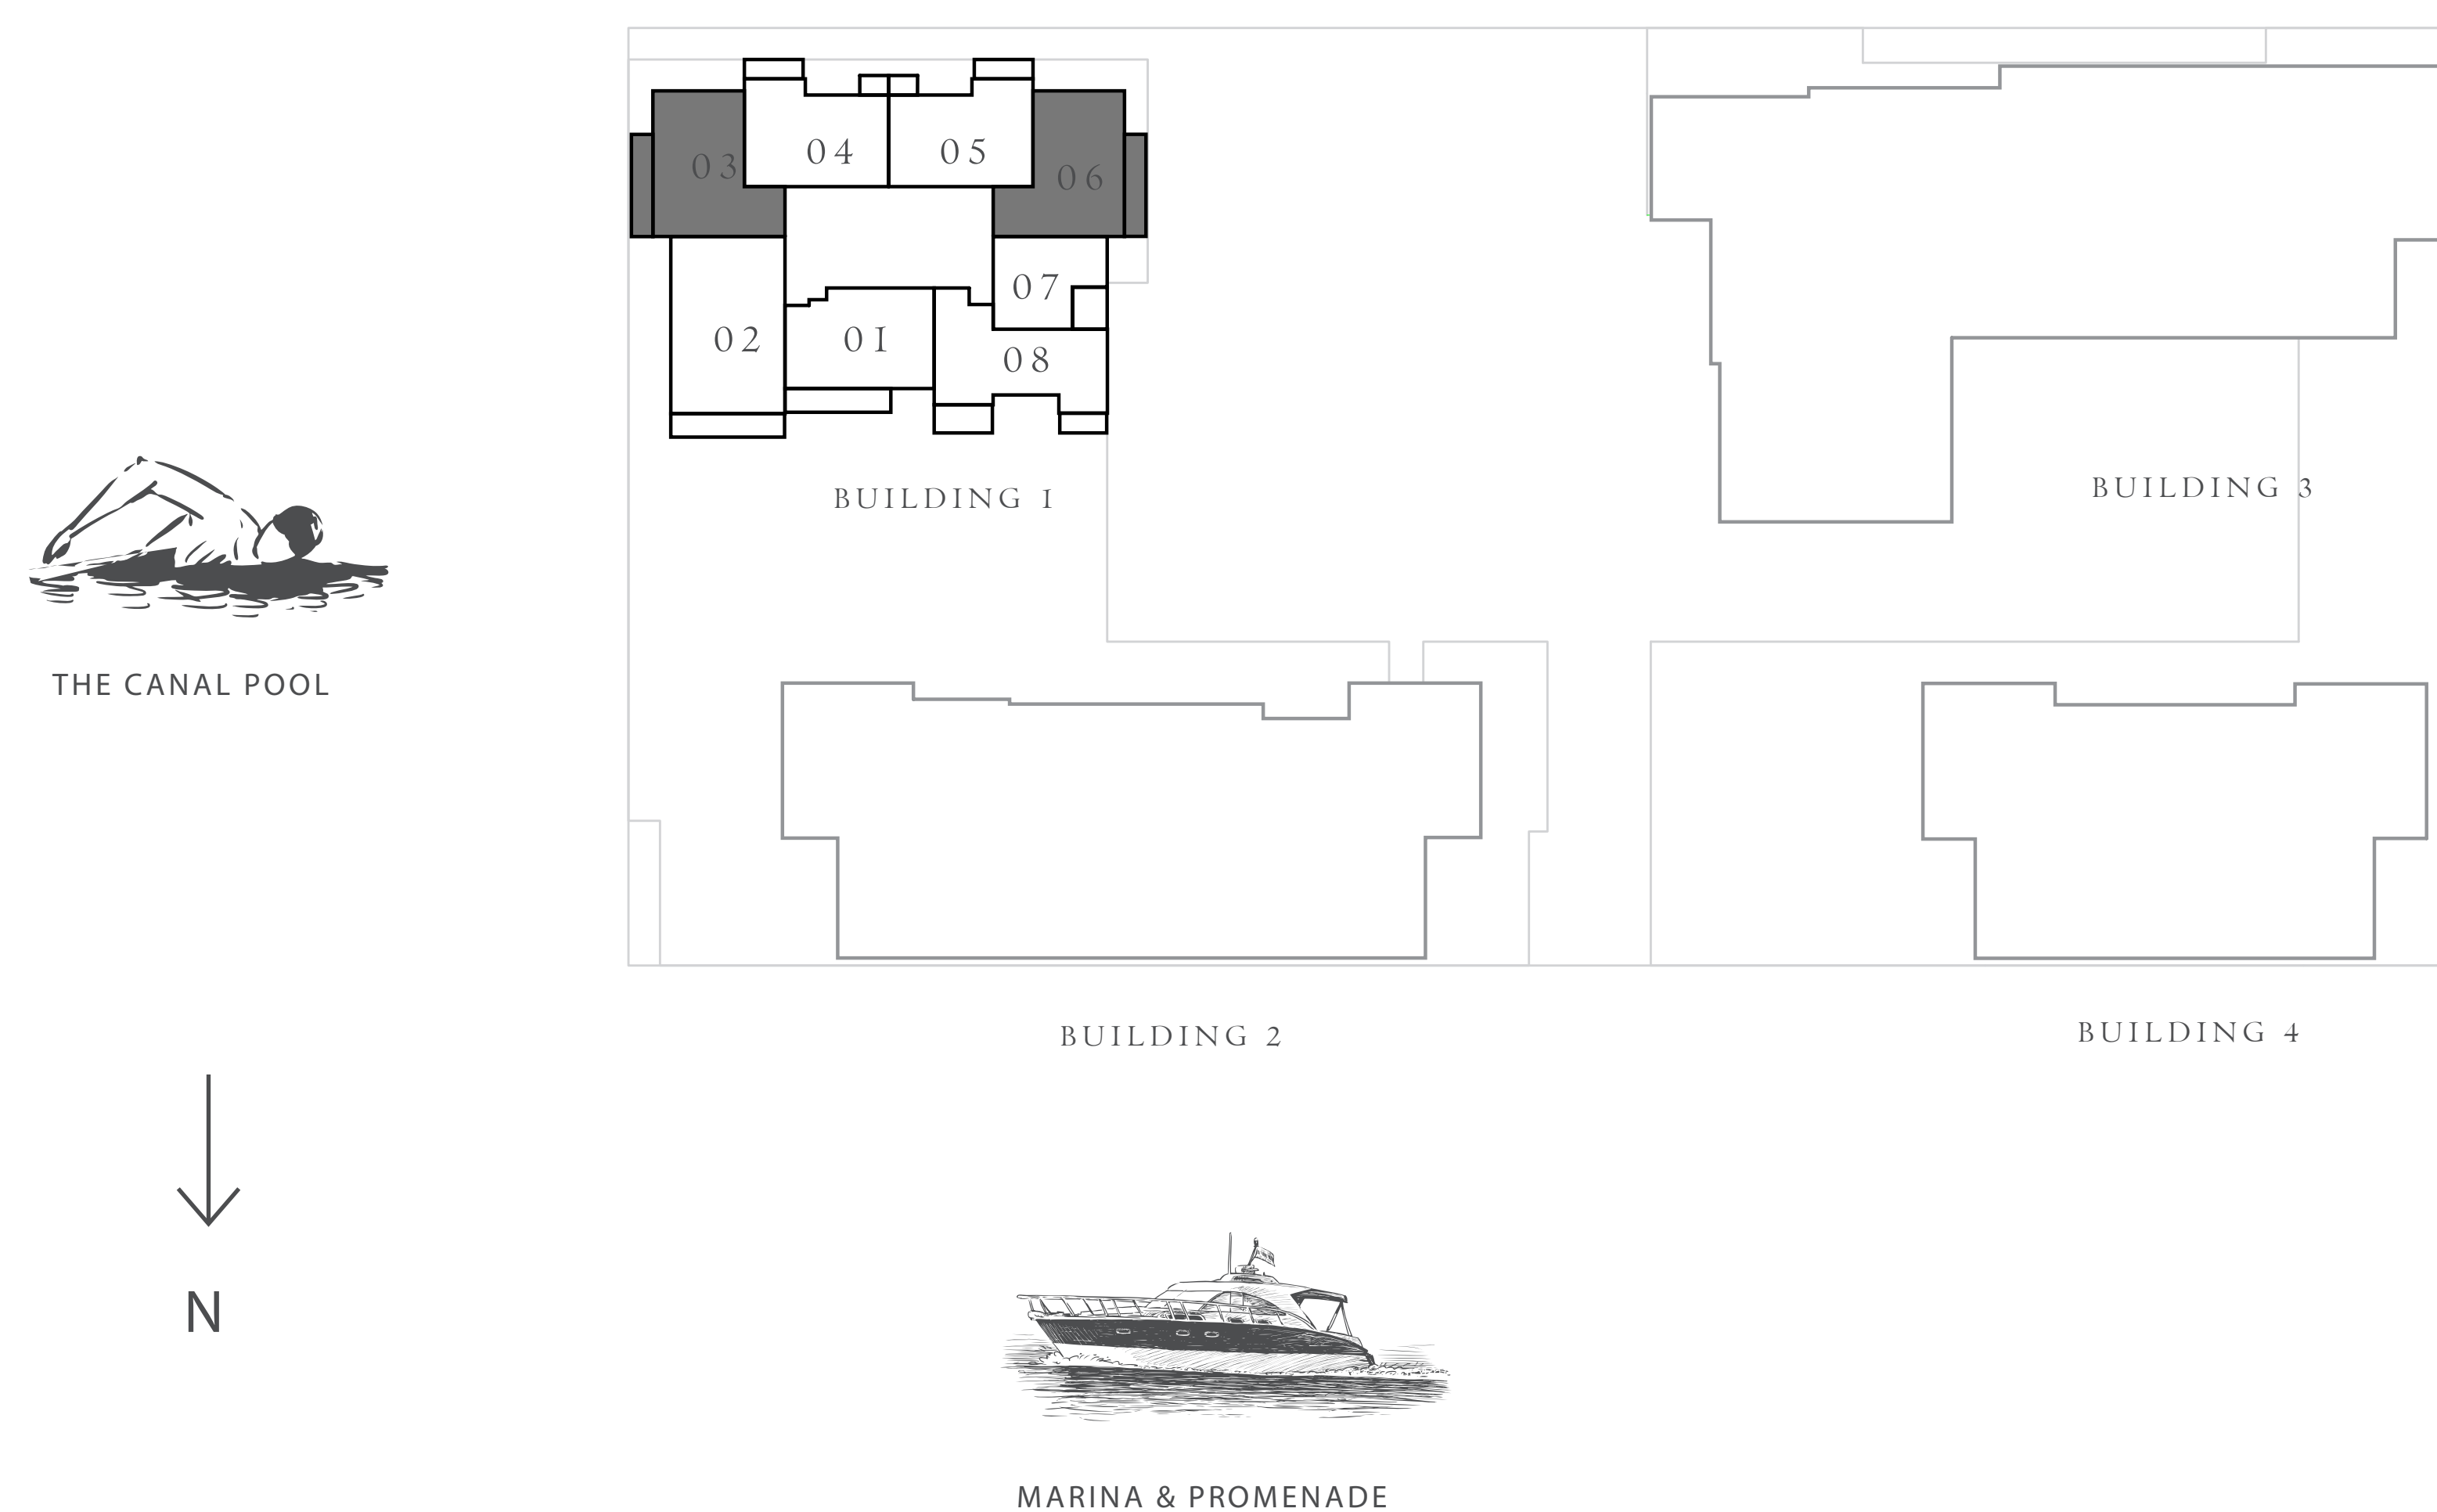 04
05
03
06
07
02
01
08
BUILDING 1
BUILDING 3
THE CANAL POOL
BUILDING 2
BUILDING 4
N
MARINA & PROMENADE